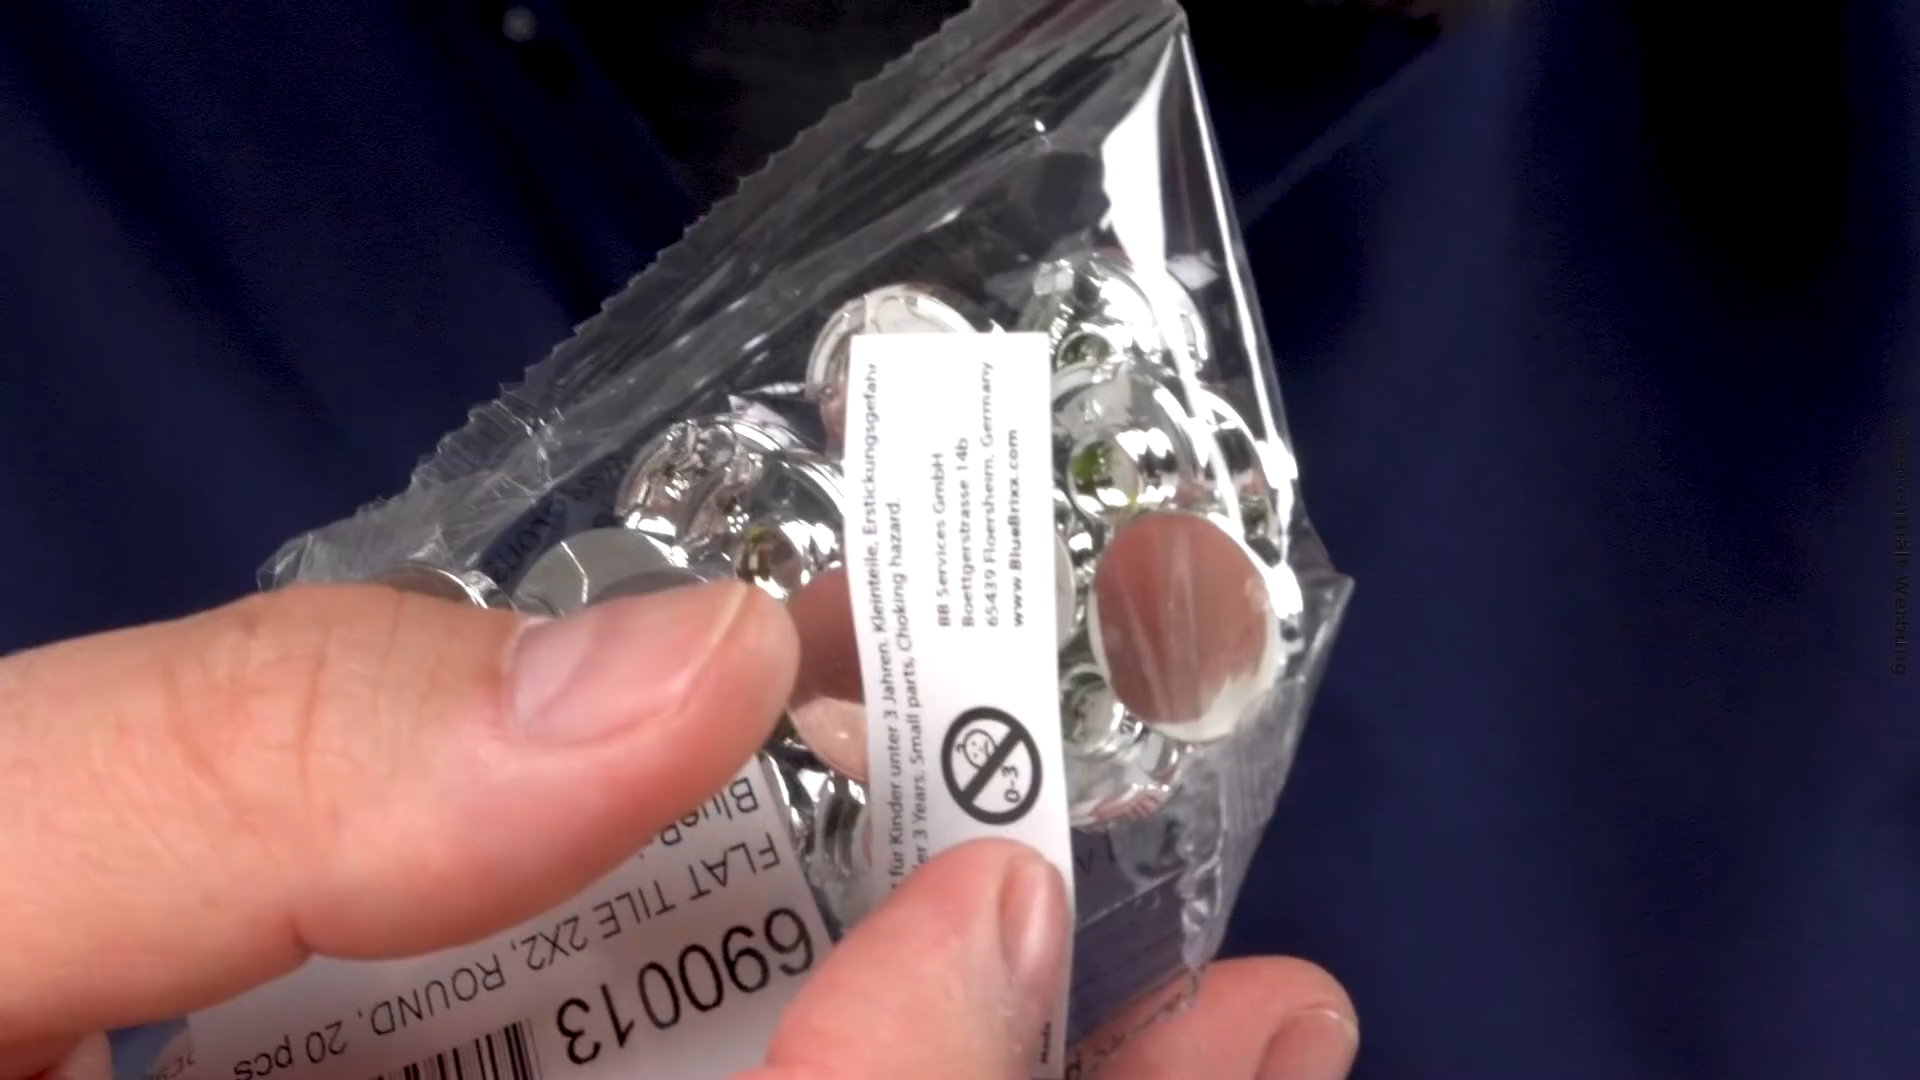 für Kinder unter 3 Jahren. Kleinteile, Erstickungsgefahr
3 Years. Small parts, Choking hazard.
BB Services GmbH
Boettgerstrasse 14b
65439 Floersheim, Germany
www.BlueBrixx.com
0-3
Made
690013
FLAT TILE 2X2, ROUND, 20 pcs
Werbung